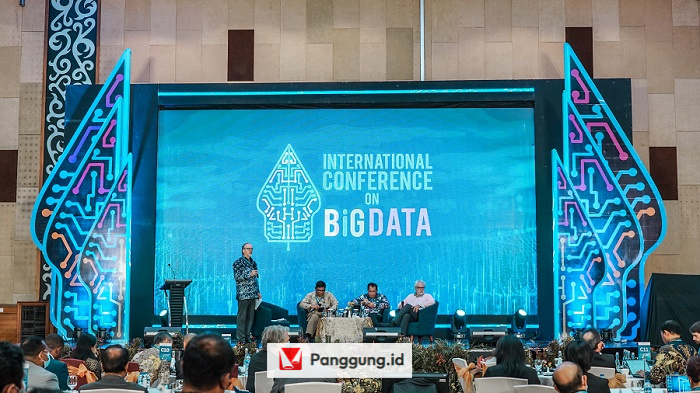 INTERNATIONAL
CONFERENCE
ON
BiGDATA
Panggung.id